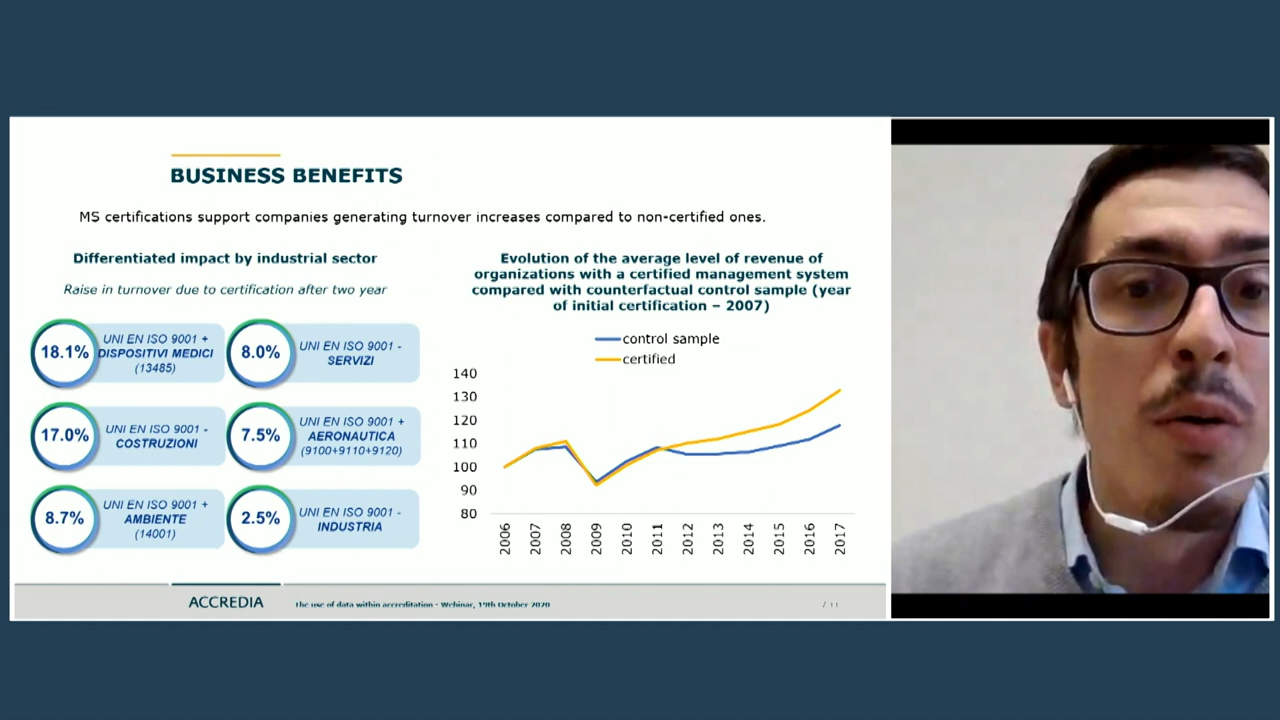 BUSINESS BENEFITS
MS certifications support companies generating turnover increases compared to non-certified ones.
Differentiated impact by industrial sector
Raise in turnover due to certification after two year
18.1%
UNI EN ISO 9001 +
DISPOSITIVI MEDICI
(13485)
8.0%
UNI EN ISO 9001 -
SERVIZI
17.0%
UNI EN ISO 9001 -
COSTRUZIONI
7.5%
UNI EN ISO 9001 +
AERONAUTICA
(9100+9110+9120)
8.7%
UNI EN ISO 9001 +
AMBIENTE
(14001)
2.5%
UNI EN ISO 9001 -
INDUSTRIA
Evolution of the average level of revenue of
organizations with a certified management system
compared with counterfactual control sample (year
of initial certification – 2007)
control sample
certified
140
130
120
110
100
90
80
2006
2007
2008
2009
2010
2011
2012
2013
2014
2015
2016
2017
ACCREDIA
The use of data within accreditation - Webinar, 19th October 2020